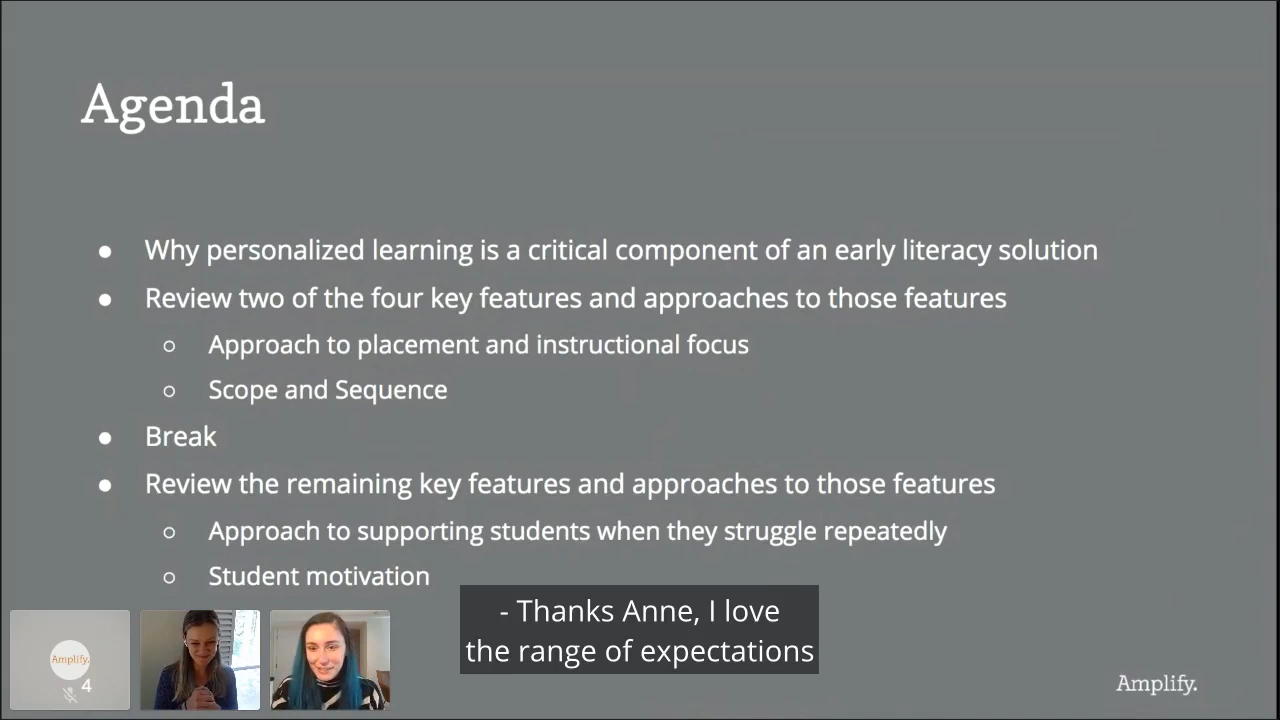 Agenda
● Why personalized learning is a critical component of an early literacy solution
● Review two of the four key features and approaches to those features
○ Approach to placement and instructional focus
○ Scope and Sequence
● Break
● Review the remaining key features and approaches to those features
○ Approach to supporting students when they struggle repeatedly
○ Student motivation
- Thanks Anne, I love
the range of expectations
Amplify.
4
Amplify.